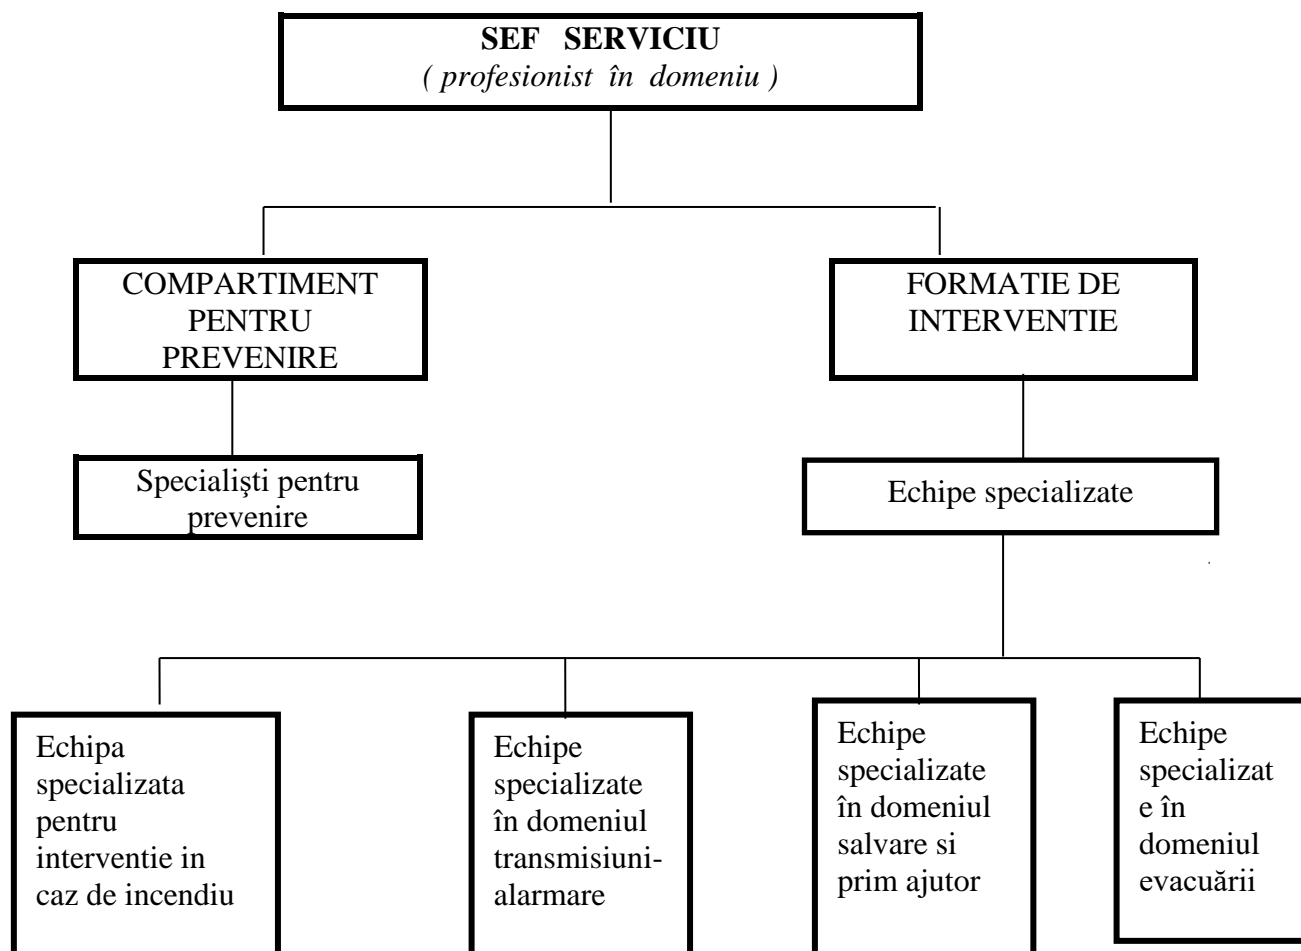 SEF SERVICIU
( profesionist în domeniu )
COMPARTIMENT
PENTRU
PREVENIRE
FORMATIE DE
INTERVENTIE
Specialişti pentru
prevenire
Echipe specializate
Echipa
specializata
pentru
interventie in
caz de incendiu
Echipe
specializate
în domeniul
transmisiuni-
alarmare
Echipe
specializate
în domeniul
salvare si
prim ajutor
Echipe
specializat
e în
domeniul
evacuării